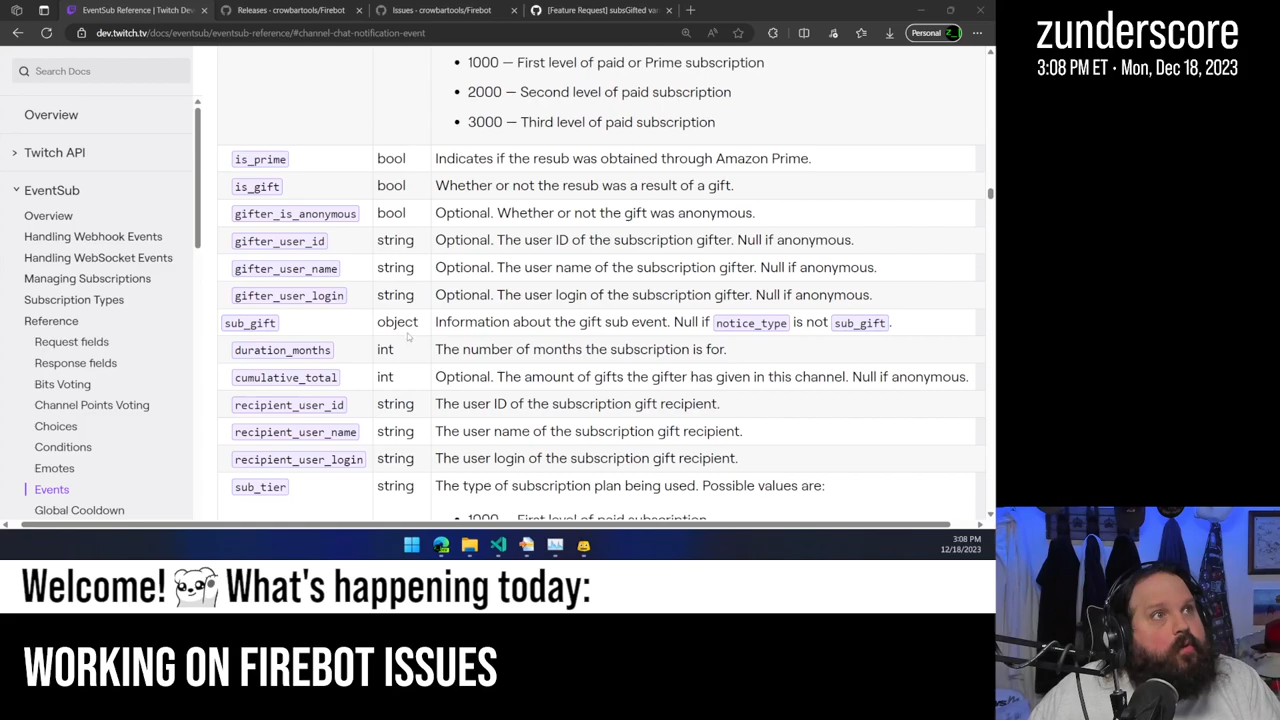 EventSub Reference | Twitch Dev
Releases - crowbartools/Firebot
Issues - crowbartools/Firebot
[Feature Request] subsGifted var
dev.twitch.tv/docs/eventsub/eventsub-reference/#channel-chat-notification-event
Personal
zunderscore
3:08 PM ET · Mon, Dec 18, 2023
Search Docs
Overview
Twitch API
EventSub
Overview
Handling Webhook Events
Handling WebSocket Events
Managing Subscriptions
Subscription Types
Reference
Request fields
Response fields
Bits Voting
Channel Points Voting
Choices
Conditions
Emotes
Events
Global Cooldown
• 1000 — First level of paid or Prime subscription
• 2000 — Second level of paid subscription
• 3000 — Third level of paid subscription
is_prime bool Indicates if the resub was obtained through Amazon Prime.
is_gift bool Whether or not the resub was a result of a gift.
gifter_is_anonymous bool Optional. Whether or not the gift was anonymous.
gifter_user_id string Optional. The user ID of the subscription gifter. Null if anonymous.
gifter_user_name string Optional. The user name of the subscription gifter. Null if anonymous.
gifter_user_login string Optional. The user login of the subscription gifter. Null if anonymous.
sub_gift object Information about the gift sub event. Null if notice_type is not sub_gift.
duration_months int The number of months the subscription is for.
cumulative_total int Optional. The amount of gifts the gifter has given in this channel. Null if anonymous.
recipient_user_id string The user ID of the subscription gift recipient.
recipient_user_name string The user name of the subscription gift recipient.
recipient_user_login string The user login of the subscription gift recipient.
sub_tier string The type of subscription plan being used. Possible values are:
• 1000 — First level of paid subscription
3:08 PM
12/18/2023
Welcome! What's happening today:
WORKING ON FIREBOT ISSUES